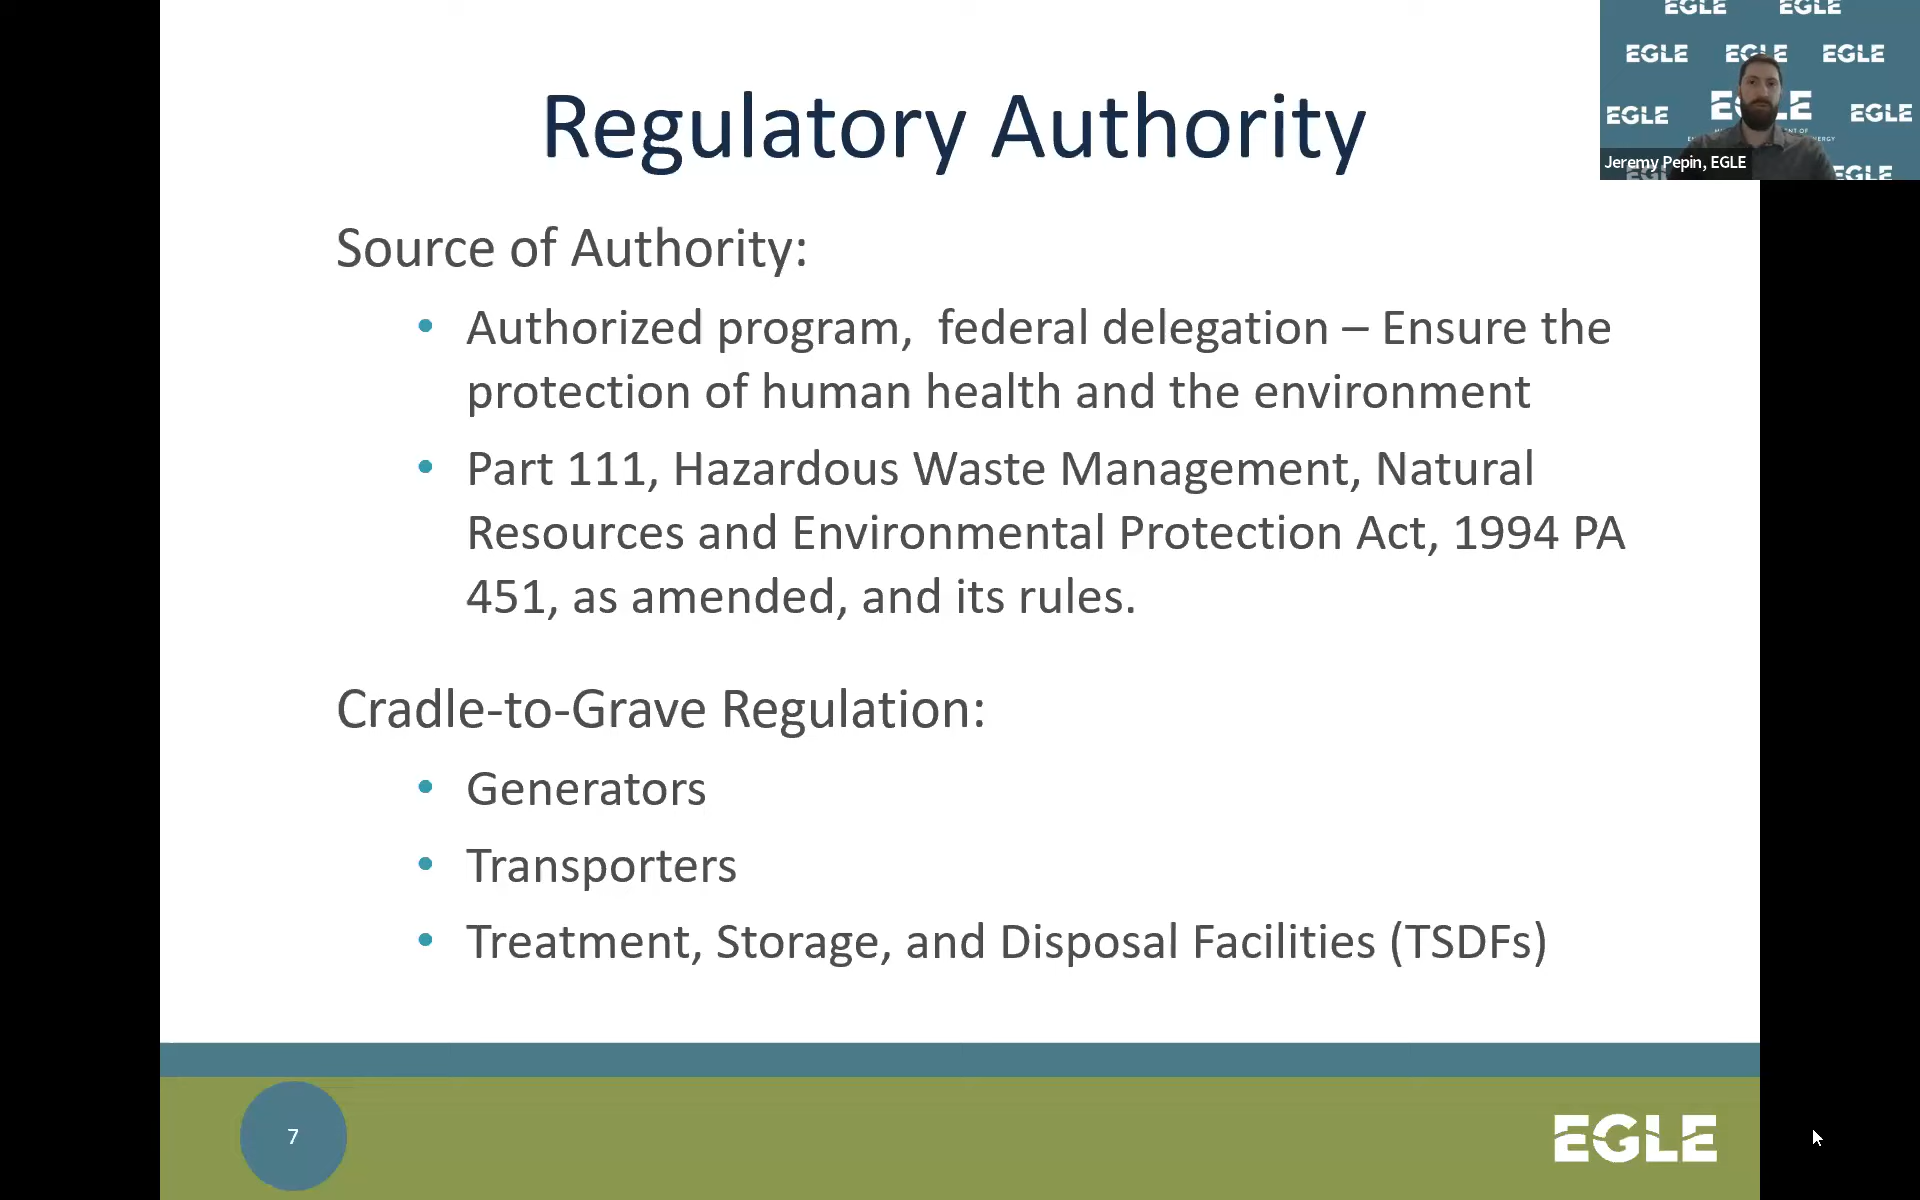 EGLE EGLE
EGLE EGLE EGLE
EGLE EGLE
Jeremy Pepin, EGLE
EGLE
Regulatory Authority
Source of Authority:
• Authorized program, federal delegation – Ensure the
protection of human health and the environment
• Part 111, Hazardous Waste Management, Natural
Resources and Environmental Protection Act, 1994 PA
451, as amended, and its rules.
Cradle-to-Grave Regulation:
• Generators
• Transporters
• Treatment, Storage, and Disposal Facilities (TSDFs)
7
EGLE